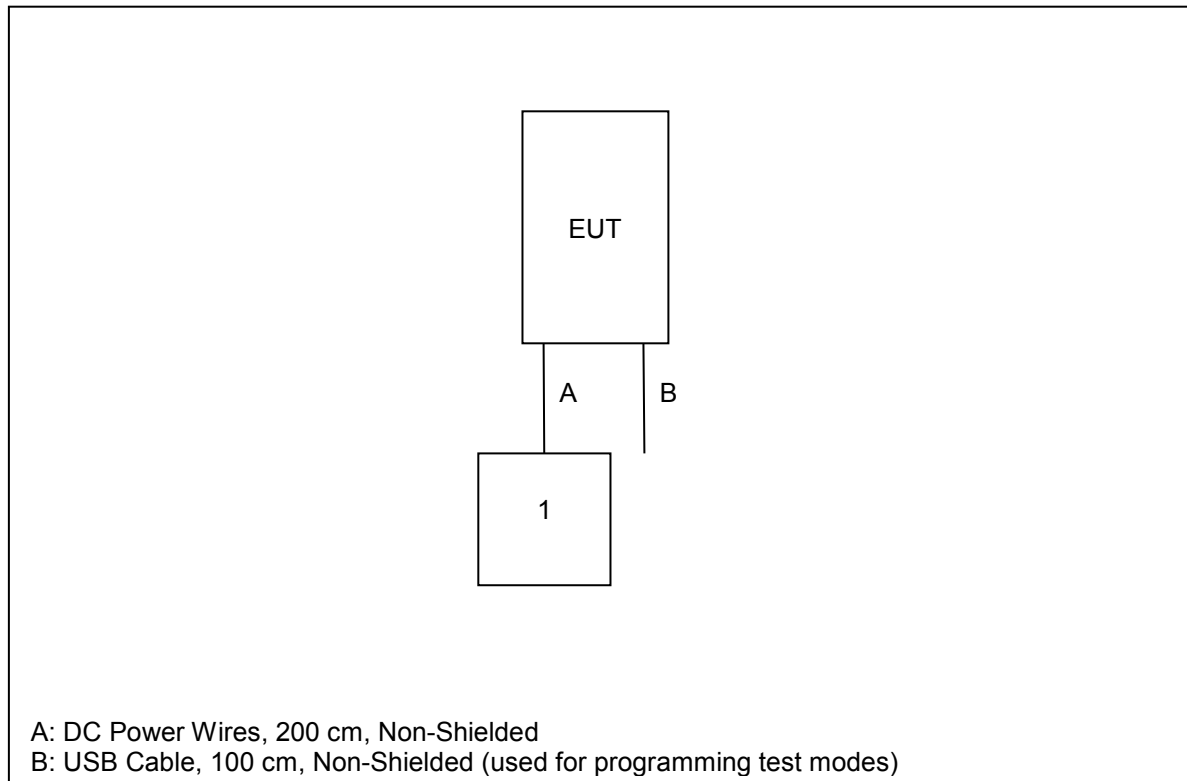 EUT
A
B
1
A: DC Power Wires, 200 cm, Non-Shielded
B: USB Cable, 100 cm, Non-Shielded (used for programming test modes)